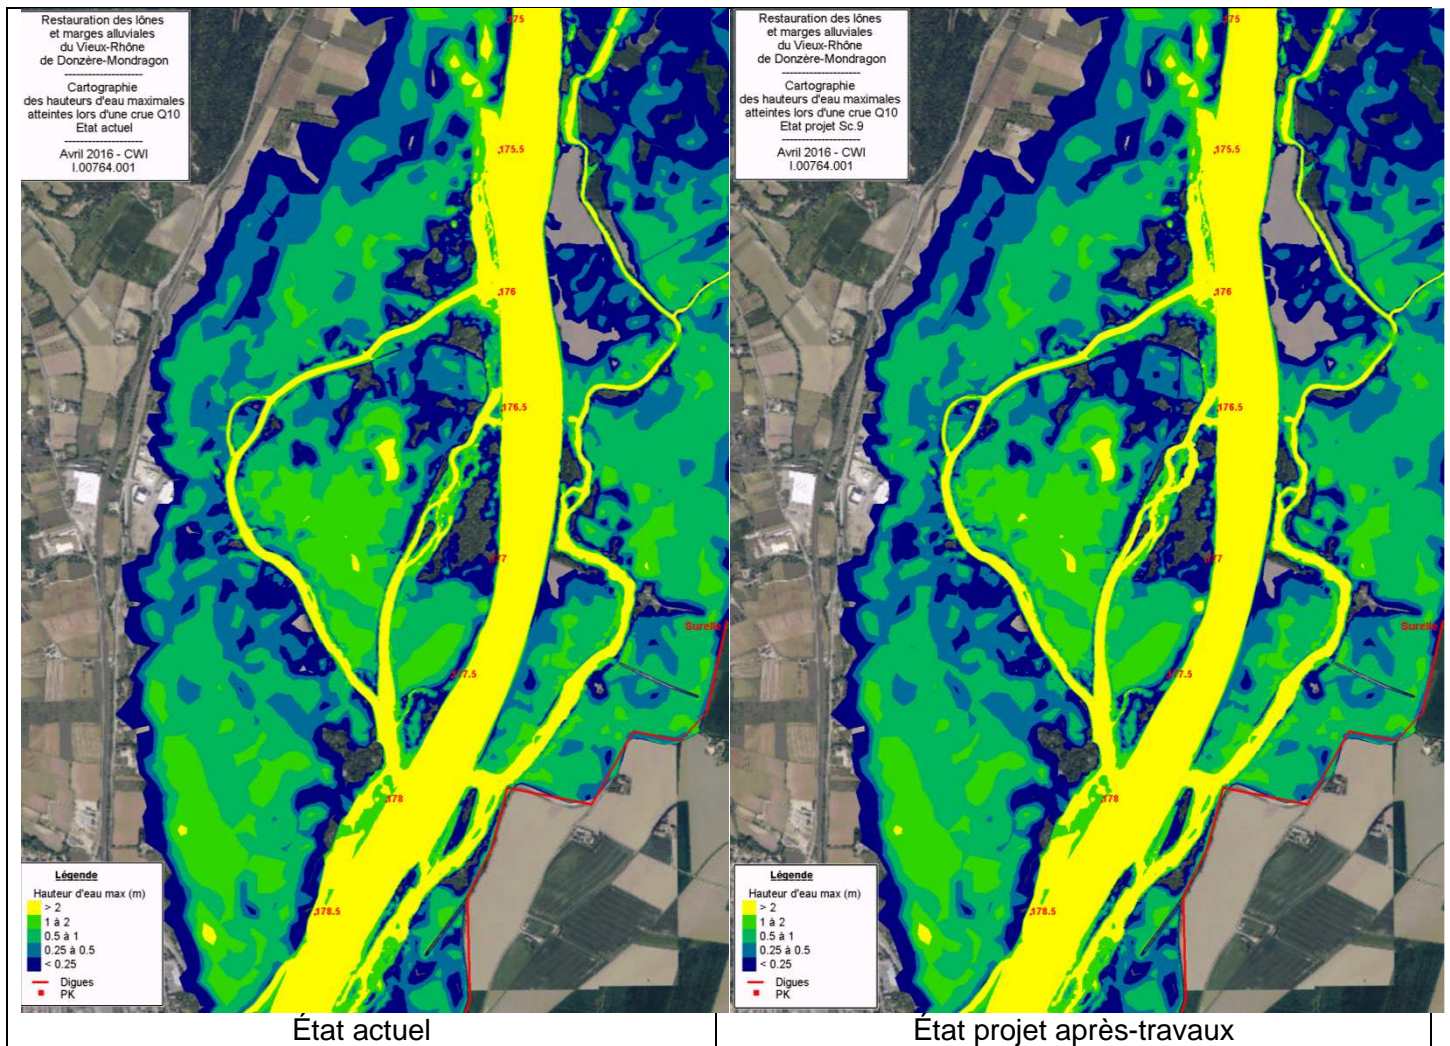 Restauration des lônes
et marges alluviales
du Vieux-Rhône
de Donzère-Mondragon
--------------------
Cartographie
des hauteurs d'eau maximales
atteintes lors d'une crue Q10
Etat actuel
--------------------
Avril 2016 - CWI
I.00764.001
175
175.5
176
176.5
177
177.5
178
178.5
Surelle
Légende
Hauteur d'eau max (m)
> 2
1 à 2
0.5 à 1
0.25 à 0.5
< 0.25
Digues
PK
État actuel
Restauration des lônes
et marges alluviales
du Vieux-Rhône
de Donzère-Mondragon
--------------------
Cartographie
des hauteurs d'eau maximales
atteintes lors d'une crue Q10
Etat projet Sc.9
--------------------
Avril 2016 - CWI
I.00764.001
175
175.5
176
176.5
177
177.5
178
178.5
Surelle
Légende
Hauteur d'eau max (m)
> 2
1 à 2
0.5 à 1
0.25 à 0.5
< 0.25
Digues
PK
État projet après-travaux